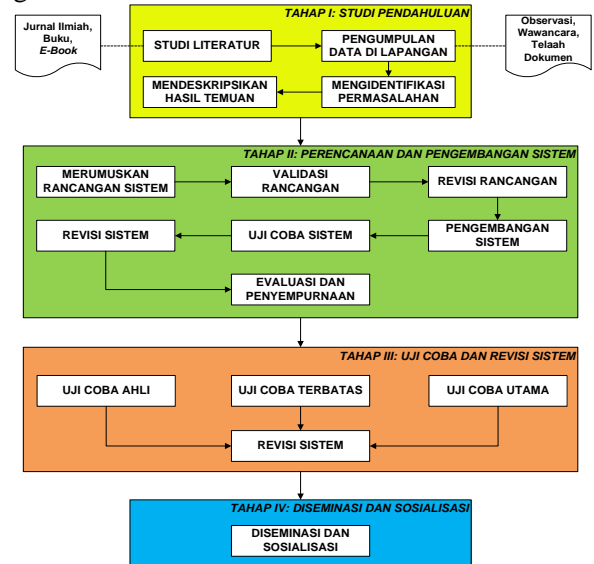 TAHAP I: STUDI PENDAHULUAN
Jurnal Ilmiah,
Buku,
E-Book
STUDI LITERATUR
PENGUMPULAN
DATA DI LAPANGAN
Observasi,
Wawancara,
Telaah
Dokumen
MENDESKRIPSIKAN
HASIL TEMUAN
MENGIDENTIFIKASI
PERMASALAHAN
TAHAP II: PERENCANAAN DAN PENGEMBANGAN SISTEM
MERUMUSKAN
RANCANGAN SISTEM
VALIDASI
RANCANGAN
REVISI RANCANGAN
REVISI SISTEM
UJI COBA SISTEM
PENGEMBANGAN
SISTEM
EVALUASI DAN
PENYEMPURNAAN
TAHAP III: UJI COBA DAN REVISI SISTEM
UJI COBA AHLI
UJI COBA TERBATAS
UJI COBA UTAMA
REVISI SISTEM
TAHAP IV: DISEMINASI DAN SOSIALISASI
DISEMINASI DAN
SOSIALISASI